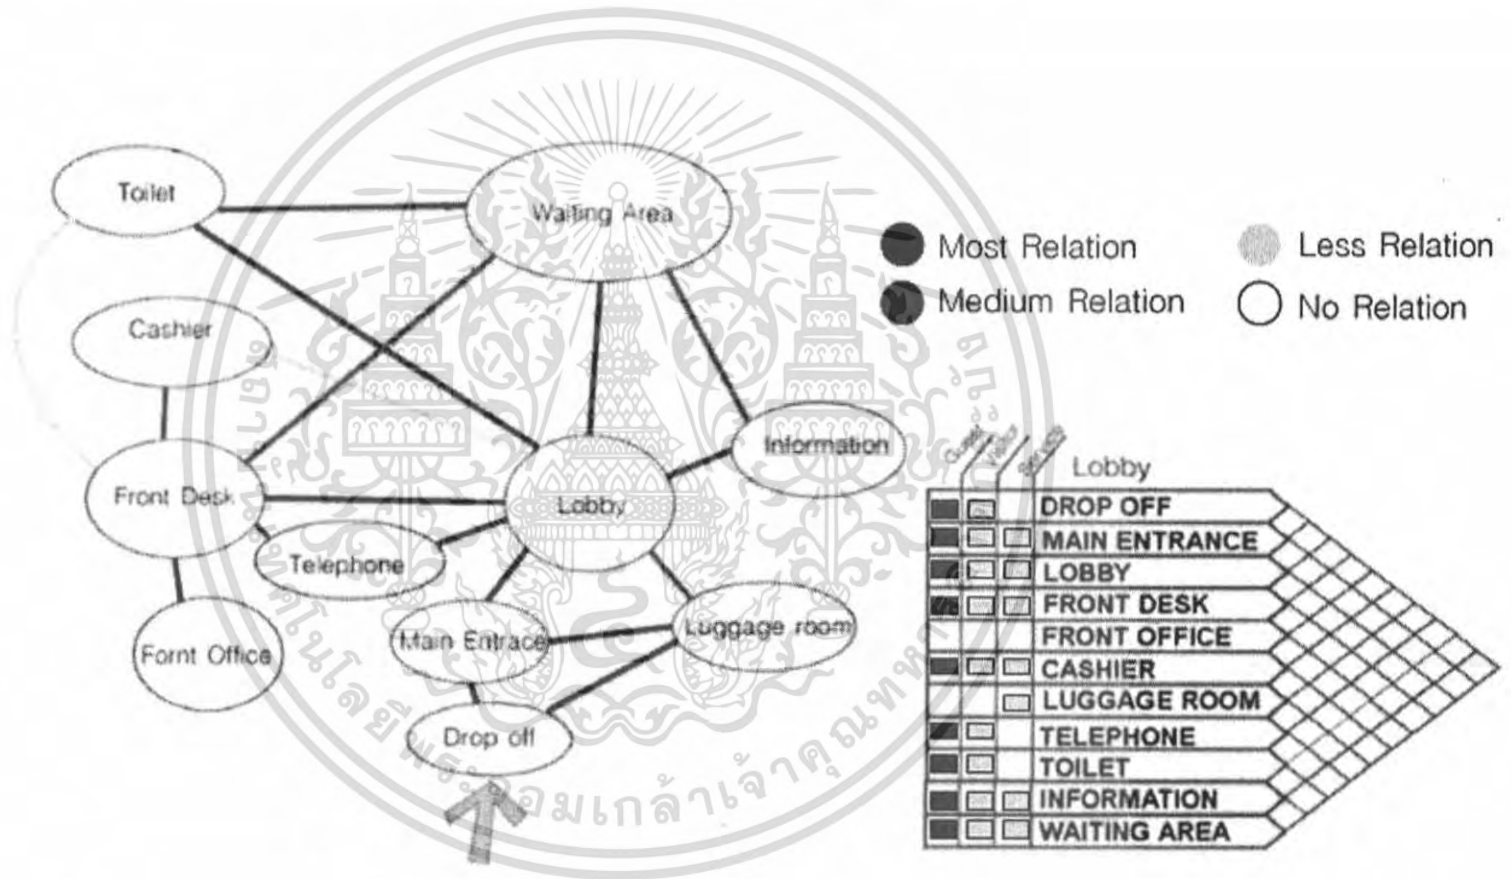 Toilet
Waiting Area
Cashier
Information
Front Desk
Lobby
Telephone
Main Entrace
Luggage room
Fornt Office
Drop off
Most Relation
Less Relation
Medium Relation
No Relation
Lobby
DROP OFF
MAIN ENTRANCE
LOBBY
FRONT DESK
FRONT OFFICE
CASHIER
LUGGAGE ROOM
TELEPHONE
TOILET
INFORMATION
WAITING AREA